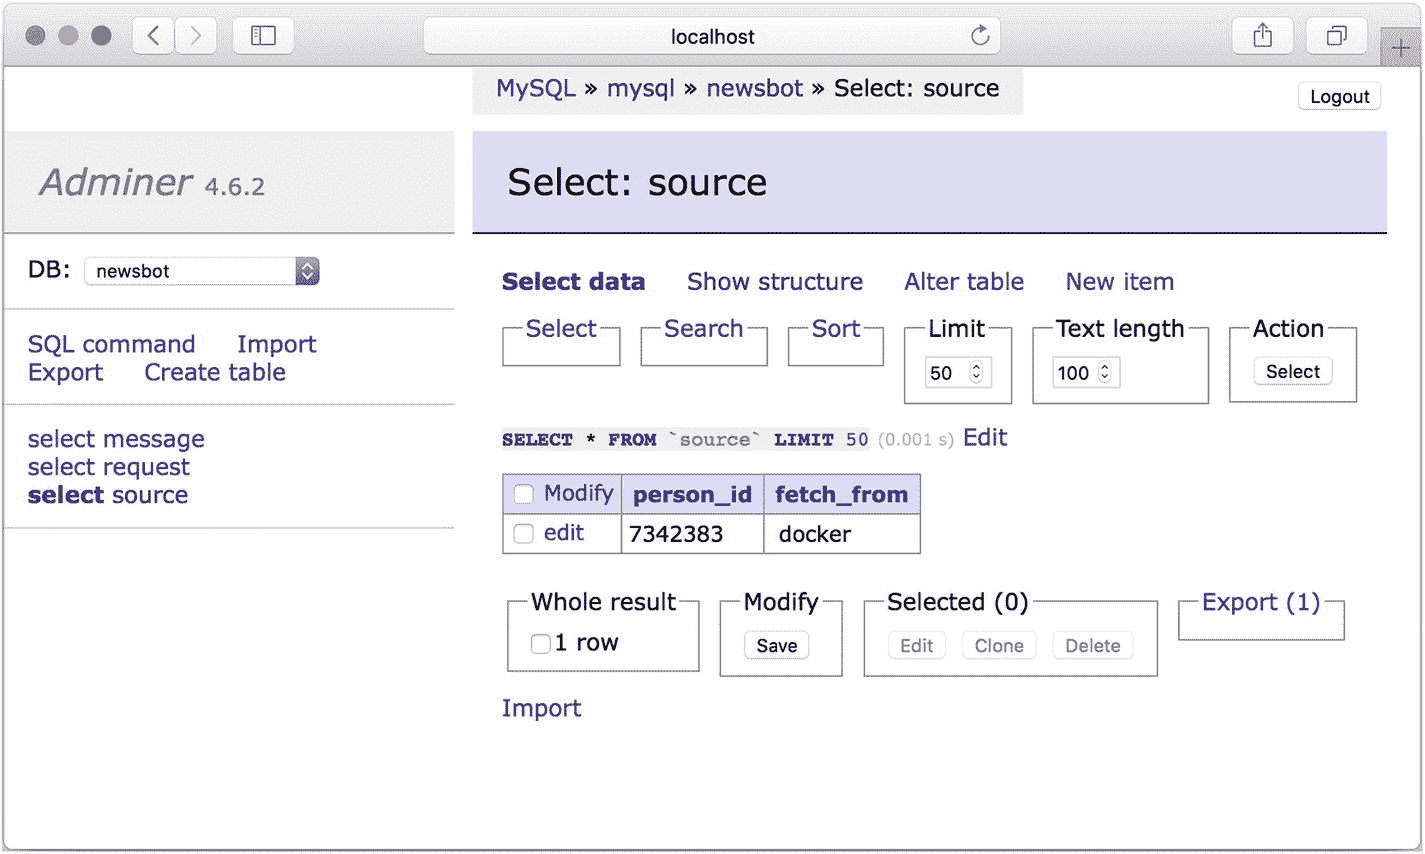 localhost
MySQL » mysql » newsbot » Select: source
Logout
Adminer 4.6.2
Select: source
DB: newsbot
SQL command Import
Export Create table
select message
select request
select source
Select data Show structure Alter table New item
Select Search Sort Limit Text length Action
50 100 Select
SELECT * FROM `source` LIMIT 50 (0.001 s) Edit
Modify person_id fetch_from
edit 7342383 docker
Whole result Modify Selected (0) Export (1)
1 row Save Edit Clone Delete
Import